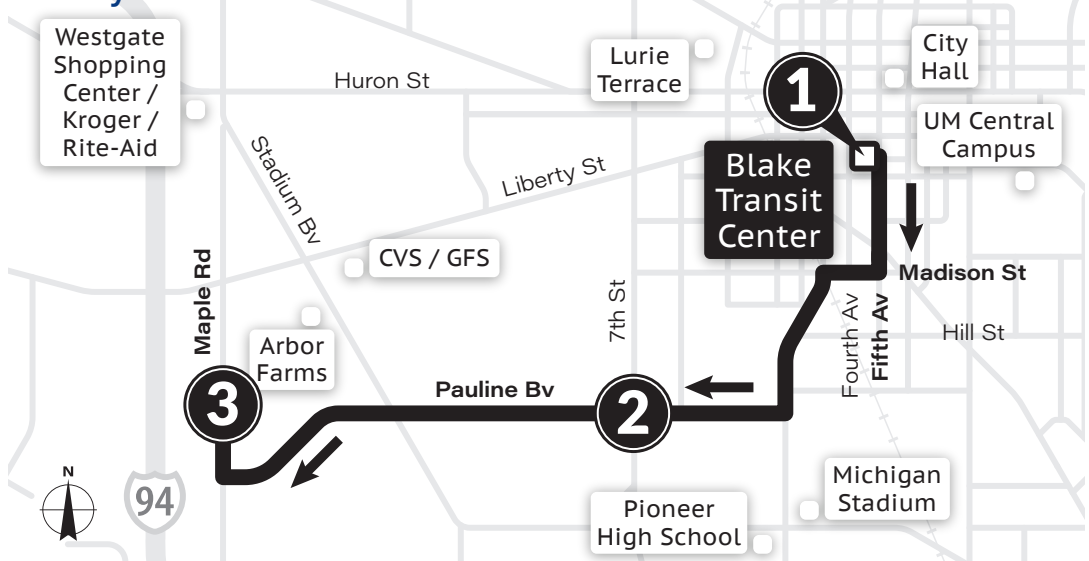 Westgate
Shopping
Center /
Kroger /
Rite-Aid
Huron St
Lurie
Terrace
1
City
Hall
UM Central
Campus
Stadium Bv
Liberty St
Blake
Transit
Center
CVS / GFS
Maple Rd
7th St
Madison St
Fourth Av
Fifth Av
Hill St
Arbor
Farms
3
Pauline Bv
2
N
94
Pioneer
High School
Michigan
Stadium